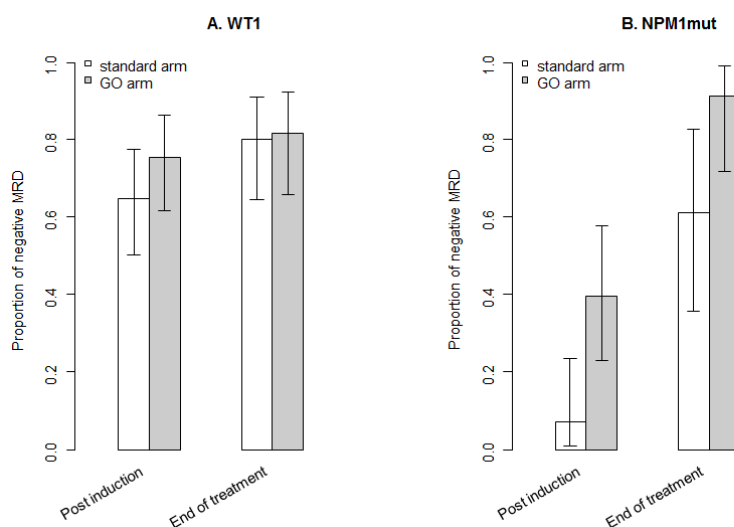 A. WT1
standard arm
GO arm
Proportion of negative MRD
1.0
0.8
0.6
0.4
0.2
0.0
Post induction
End of treatment
B. NPM1mut
standard arm
GO arm
Proportion of negative MRD
1.0
0.8
0.6
0.4
0.2
0.0
Post induction
End of treatment